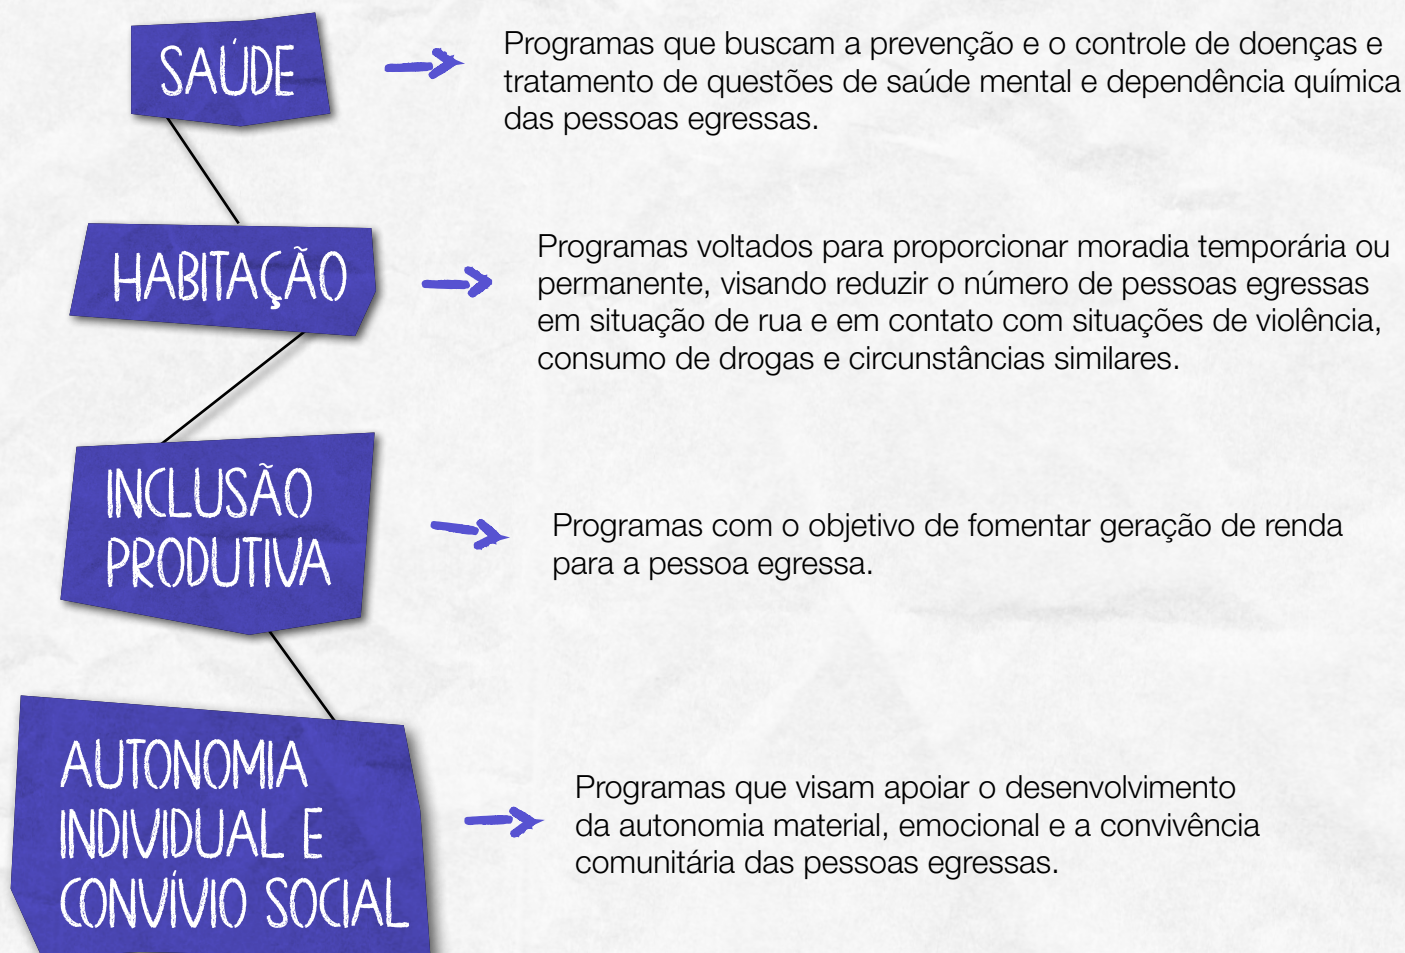 SAÚDE
Programas que buscam a prevenção e o controle de doenças e
tratamento de questões de saúde mental e dependência química
das pessoas egressas.
HABITAÇÃO
Programas voltados para proporcionar moradia temporária ou
permanente, visando reduzir o número de pessoas egressas
em situação de rua e em contato com situações de violência,
consumo de drogas e circunstâncias similares.
INCLUSÃO
PRODUTIVA
Programas com o objetivo de fomentar geração de renda
para a pessoa egressa.
AUTONOMIA
INDIVIDUAL E
CONVÍVIO SOCIAL
Programas que visam apoiar o desenvolvimento
da autonomia material, emocional e a convivência
comunitária das pessoas egressas.